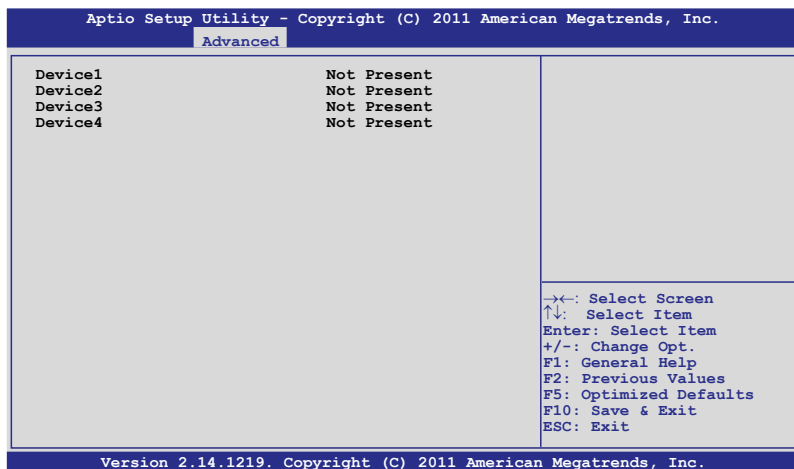 Aptio Setup Utility - Copyright (C) 2011 American Megatrends, Inc.
Advanced
Device1 Not Present
Device2 Not Present
Device3 Not Present
Device4 Not Present
→←: Select Screen
↑↓: Select Item
Enter: Select Item
+/-: Change Opt.
F1: General Help
F2: Previous Values
F5: Optimized Defaults
F10: Save & Exit
ESC: Exit
Version 2.14.1219. Copyright (C) 2011 American Megatrends, Inc.